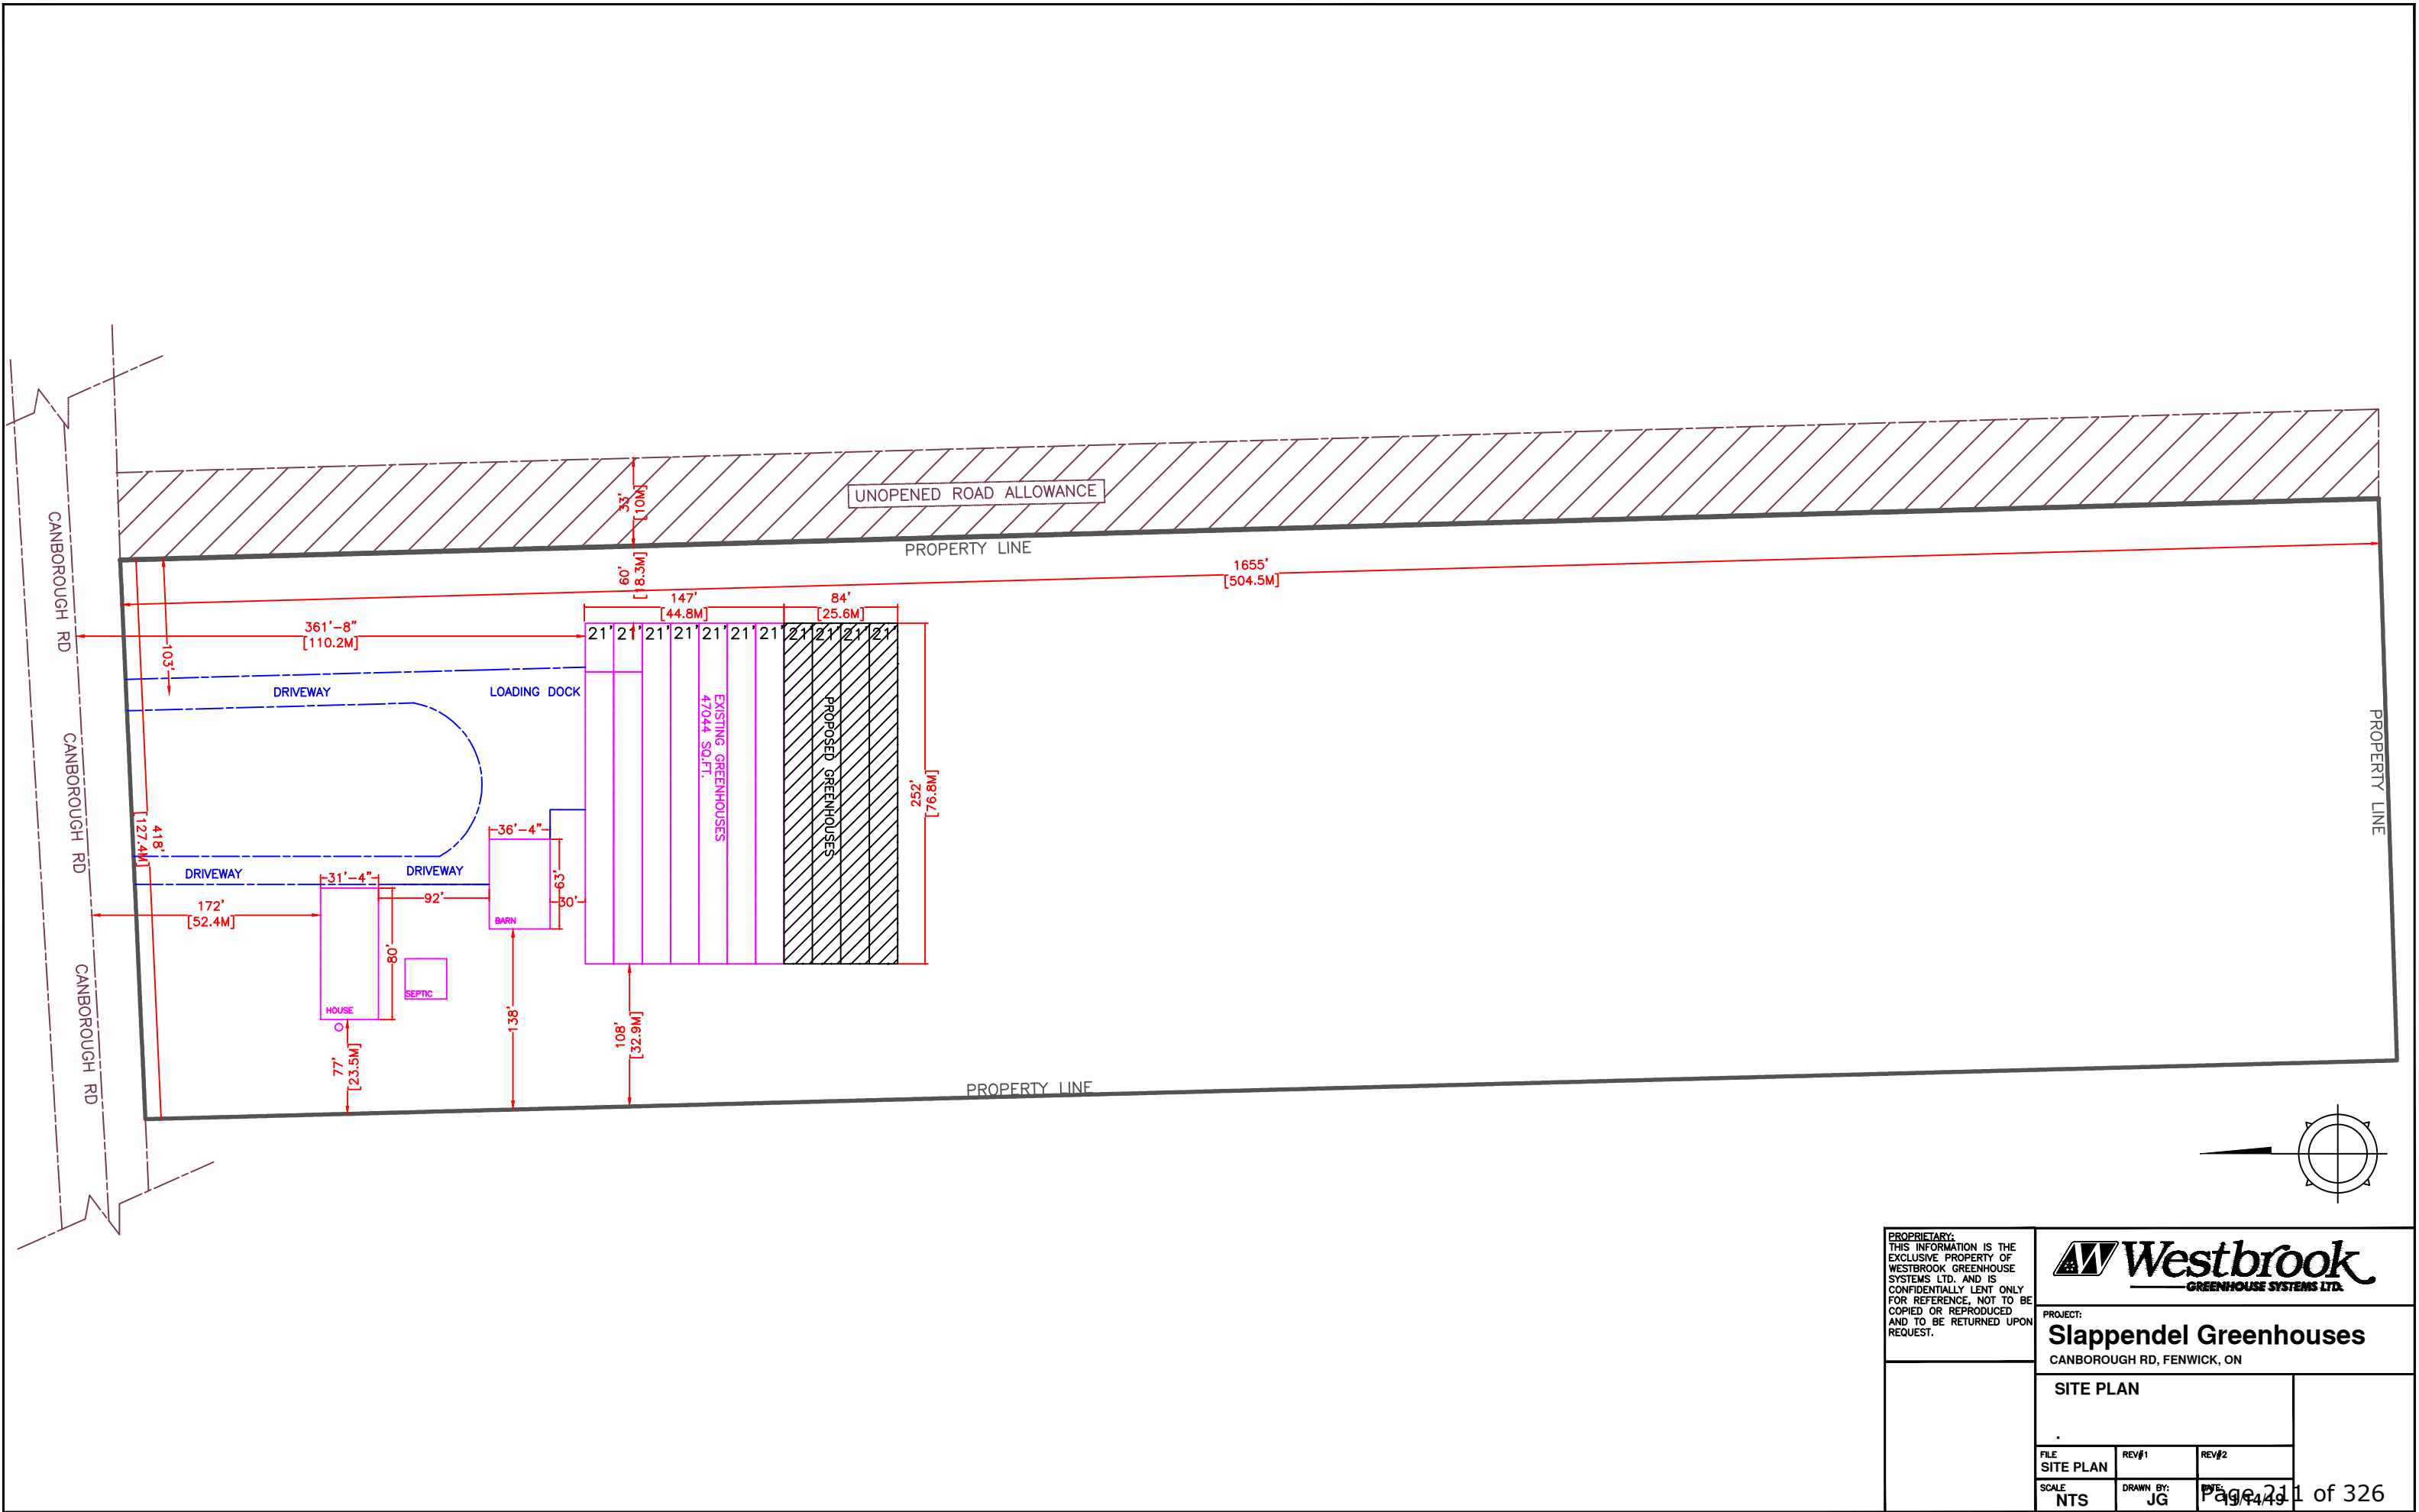 UNOPENED ROAD ALLOWANCE
33'
[10M]
PROPERTY LINE
60'
[18.3M]
1655'
[504.5M]
147'
[44.8M]
84'
[25.6M]
361'-8"
[110.2M]
103'
21' 21' 21' 21' 21' 21' 21' 21' 21' 21' 21'
DRIVEWAY
LOADING DOCK
EXISTING GREENHOUSES
47044 SQ.FT.
PROPOSED GREENHOUSES
252'
[76.8M]
PROPERTY LINE
CANBOROUGH RD
CANBOROUGH RD
CANBOROUGH RD
418'
[127.4M]
36'-4"
63'
30'
DRIVEWAY
DRIVEWAY
31'-4"
92'
172'
[52.4M]
BARN
80'
SEPTIC
HOUSE
138'
108'
[32.9M]
77'
[23.5M]
PROPERTY LINE
PROPRIETARY:
THIS INFORMATION IS THE
EXCLUSIVE PROPERTY OF
WESTBROOK GREENHOUSE
SYSTEMS LTD. AND IS
CONFIDENTIALLY LENT ONLY
FOR REFERENCE, NOT TO BE
COPIED OR REPRODUCED
AND TO BE RETURNED UPON
REQUEST.
Westbrook
GREENHOUSE SYSTEMS LTD.
PROJECT:
Slappendel Greenhouses
CANBOROUGH RD, FENWICK, ON
SITE PLAN
.
FILE
SITE PLAN
REV#1
REV#2
SCALE
NTS
DRAWN BY:
JG
DATE:
Page 211 of 326